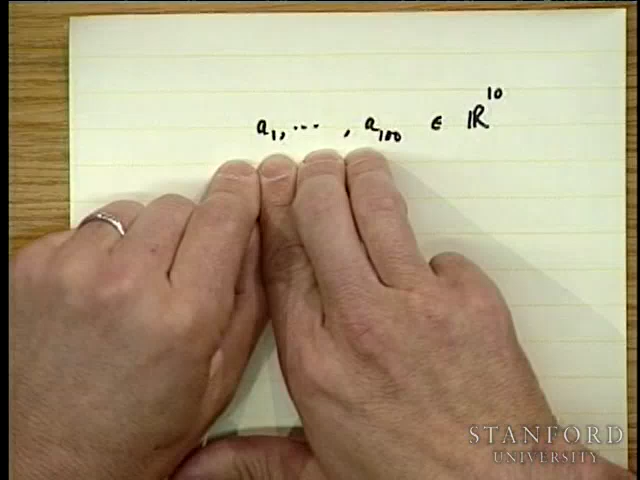 a₁, ... , a₁₀₀ ∈ ℝ¹⁰
STANFORD
UNIVERSITY